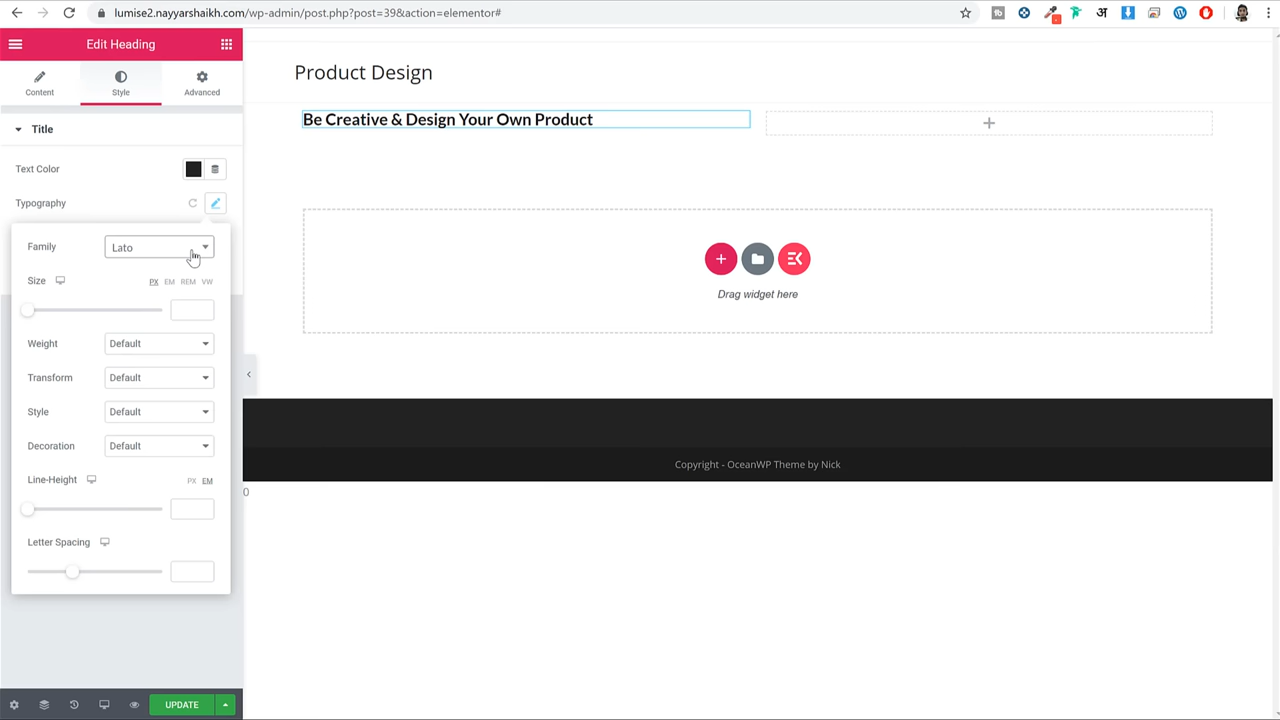 lumise2.nayyarshaikh.com/wp-admin/post.php?post=39&action=elementor#
अ
Edit Heading
Content
Style
Advanced
Title
Text Color
Typography
Family
Lato
Size
PX EM REM VW
Weight
Default
Transform
Default
Style
Default
Decoration
Default
Line-Height
PX EM
Letter Spacing
UPDATE
Product Design
Be Creative & Design Your Own Product
Drag widget here
Copyright - OceanWP Theme by Nick
0